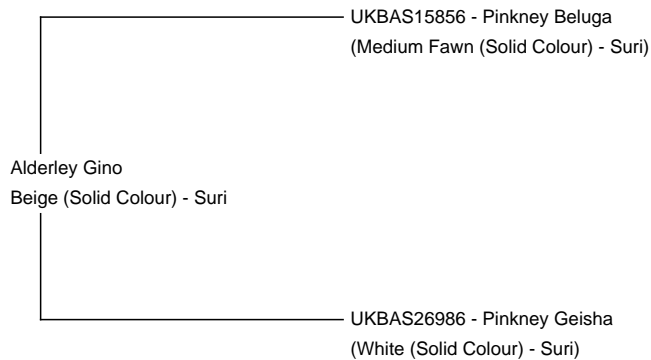 UKBAS15856 - Pinkney Beluga
(Medium Fawn (Solid Colour) - Suri)
Alderley Gino
Beige (Solid Colour) - Suri
UKBAS26986 - Pinkney Geisha
(White (Solid Colour) - Suri)